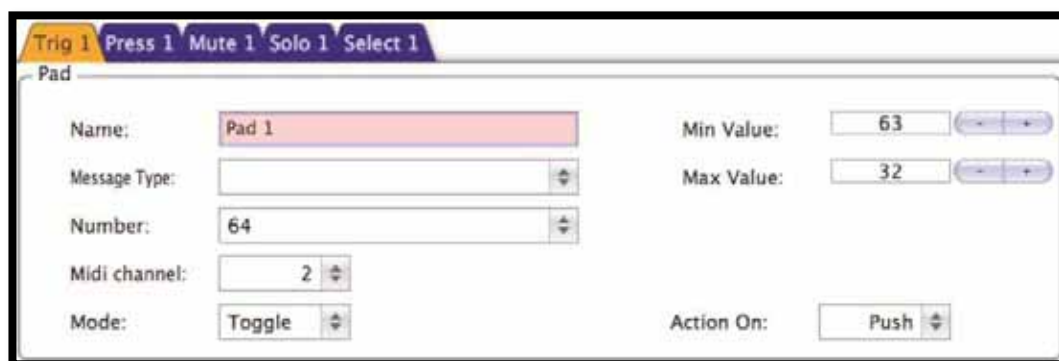 Trig 1 Press 1 Mute 1 Solo 1 Select 1
Pad
Name: Pad 1 Min Value: 63 - +
Message Type: Max Value: 32 - +
Number: 64
Midi channel: 2
Mode: Toggle Action On: Push